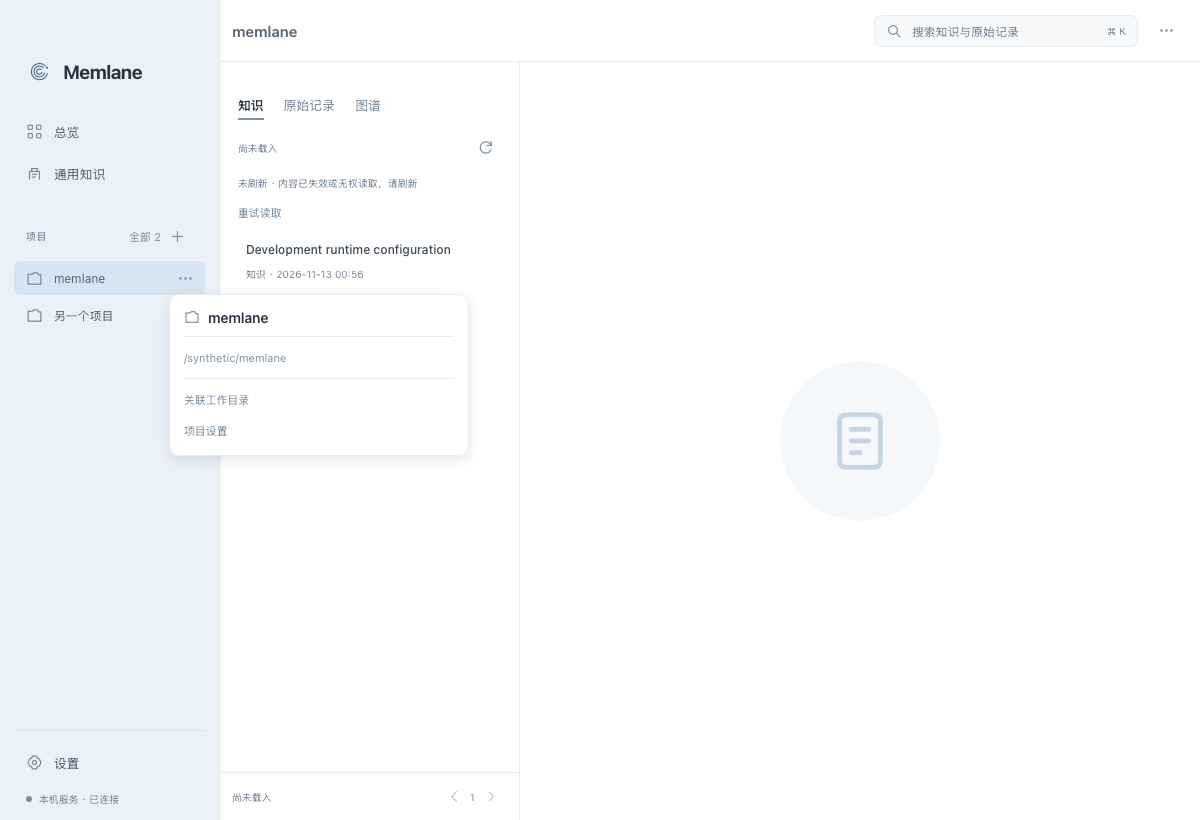 Memlane
总览
通用知识
项目
全部 2
memlane
另一个项目
设置
本机服务 · 已连接
memlane
搜索知识与原始记录
⌘ K
知识 原始记录 图谱
尚未载入
未刷新 · 内容已失效或无权读取，请刷新
重试读取
Development runtime configuration
知识 · 2026-11-13 00:56
memlane
/synthetic/memlane
关联工作目录
项目设置
尚未载入
1